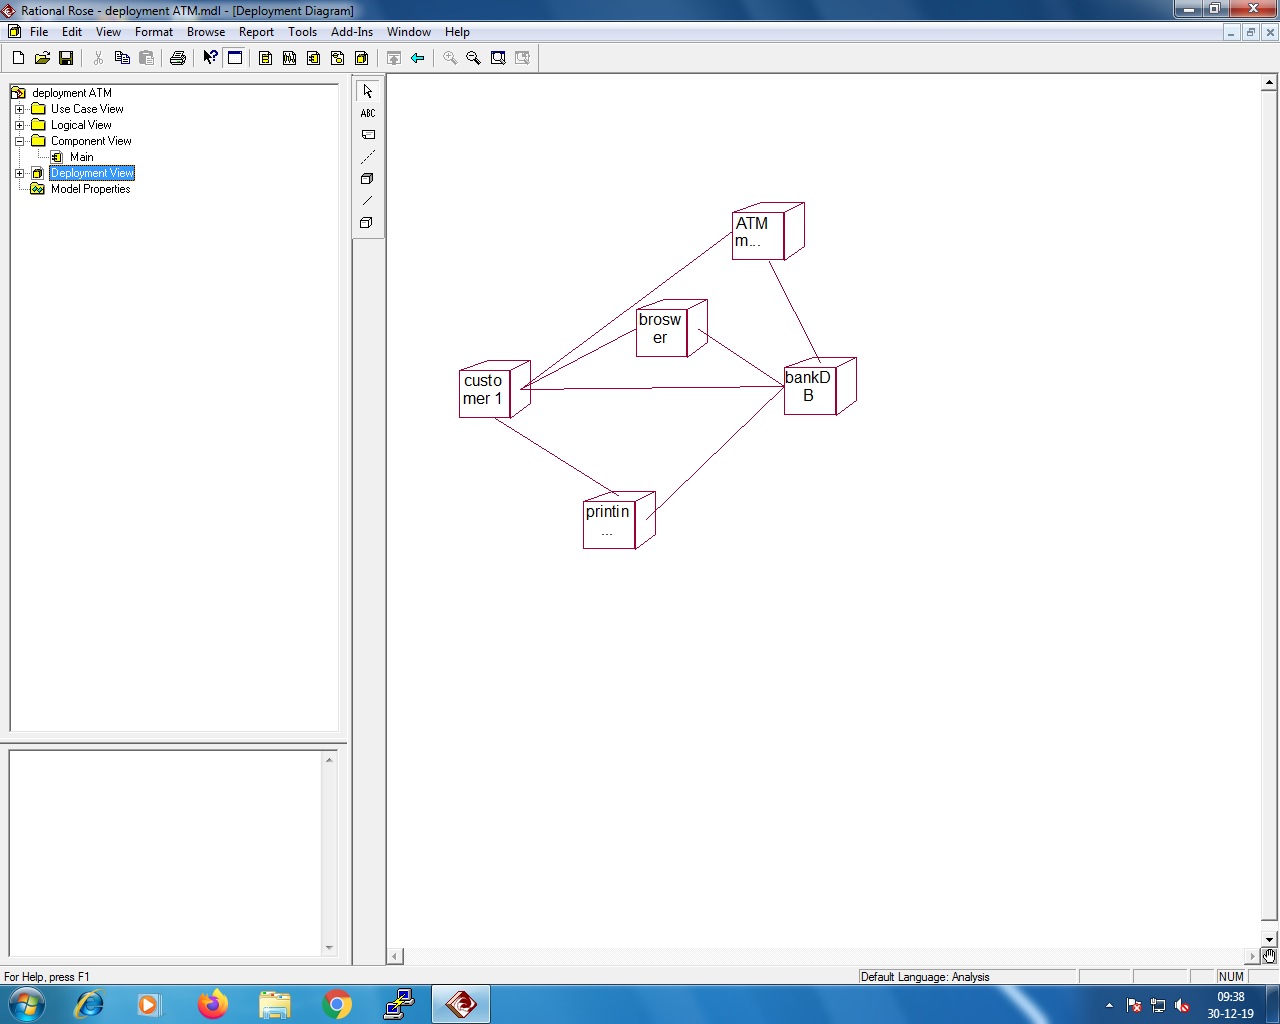 Rational Rose - deployment ATM.mdl - [Deployment Diagram]
File Edit View Format Browse Report Tools Add-Ins Window Help
deployment ATM
Use Case View
Logical View
Component View
Main
Deployment View
Model Properties
ABC
ATM
m...
brosw
er
custo
mer 1
bankD
B
printin
...
For Help, press F1
Default Language: Analysis
NUM
09:38
30-12-19